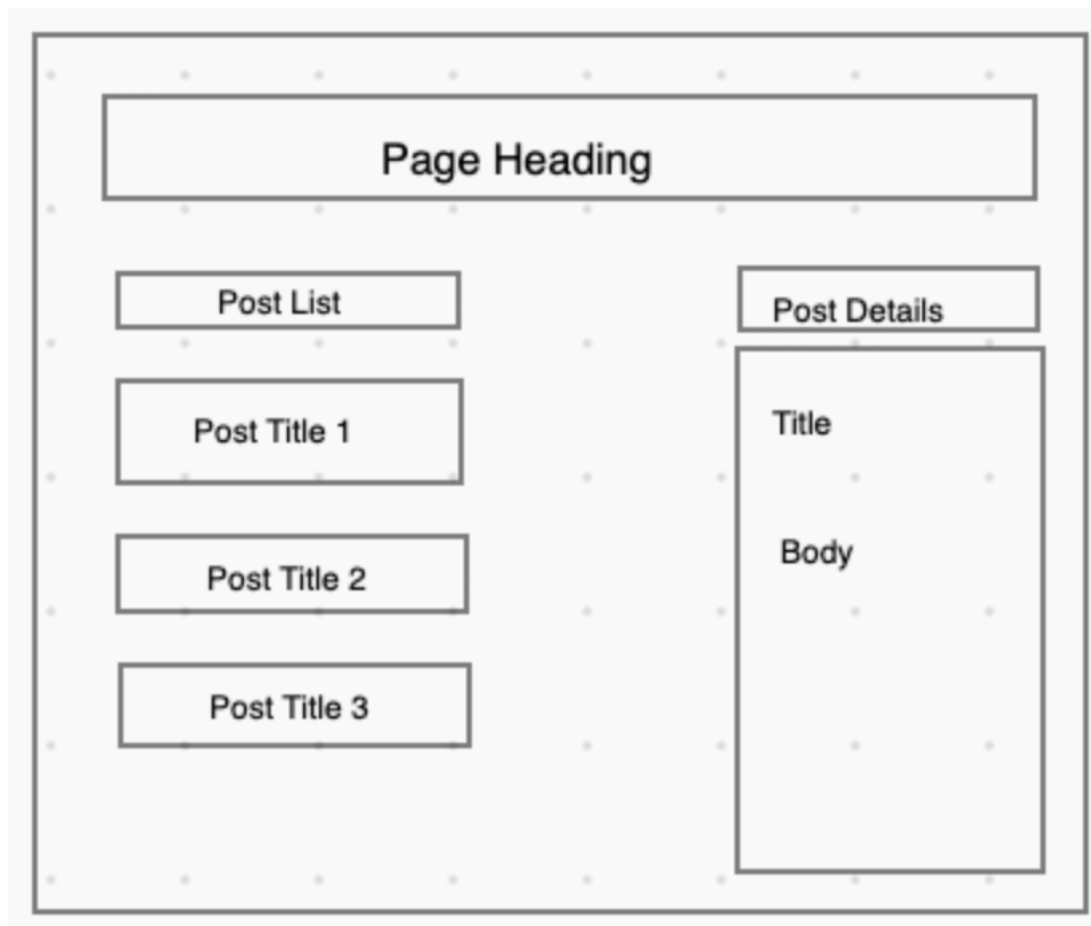 Page Heading
Post List
Post Title 1
Post Title 2
Post Title 3
Post Details
Title
Body